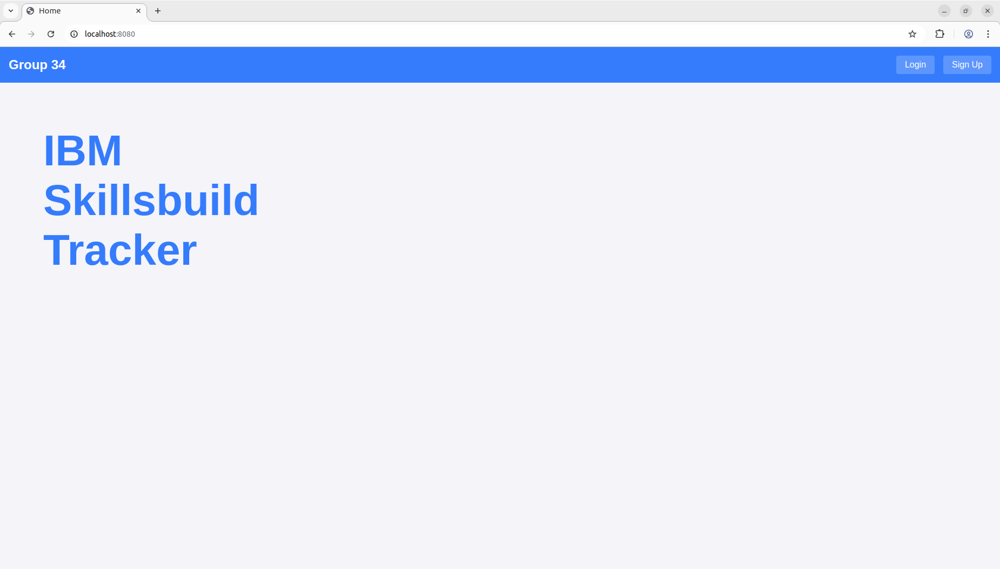 Home
localhost:8080
Group 34
Login
Sign Up
IBM
Skillsbuild
Tracker